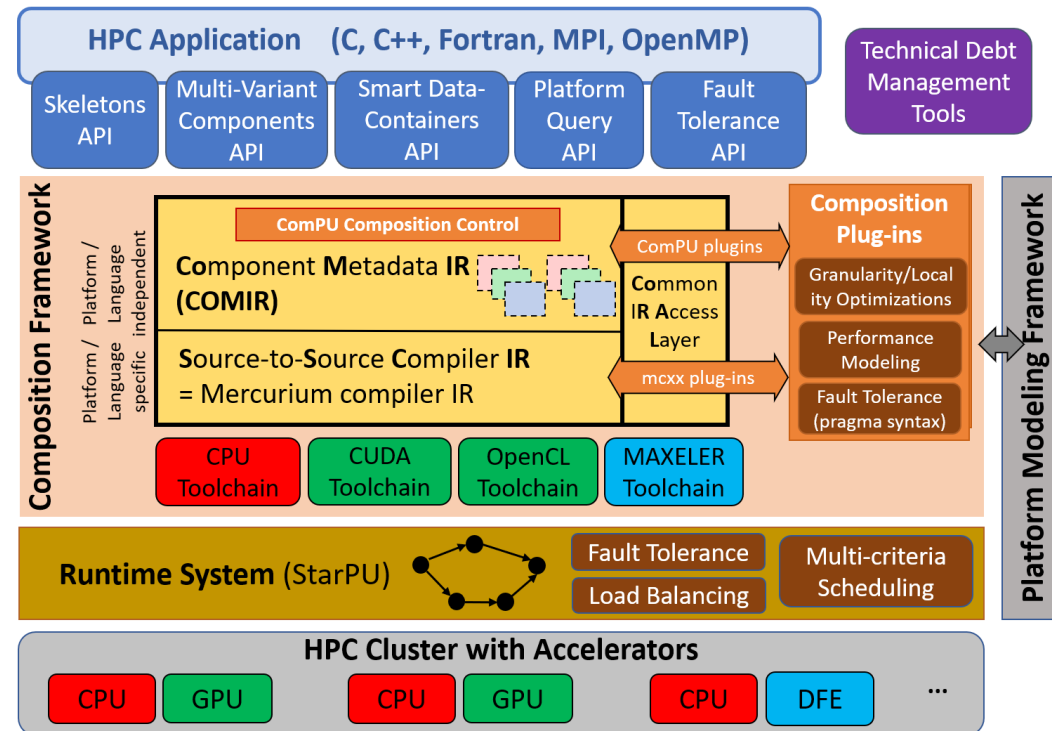 HPC Application (C, C++, Fortran, MPI, OpenMP)
Technical Debt
Management
Tools
Skeletons
API
Multi-Variant
Components
API
Smart Data-
Containers
API
Platform
Query
API
Fault
Tolerance
API
Composition Framework
Platform /
Language
independent
Platform /
Language
specific
ComPU Composition Control
Component Metadata IR
(COMIR)
Source-to-Source Compiler IR
= Mercurium compiler IR
Common
IR Access
Layer
ComPU plugins
mcxx plug-ins
Composition
Plug-ins
Granularity/Local
ity Optimizations
Performance
Modeling
Fault Tolerance
(pragma syntax)
Platform Modeling Framework
CPU
Toolchain
CUDA
Toolchain
OpenCL
Toolchain
MAXELER
Toolchain
Runtime System (StarPU)
Fault Tolerance
Load Balancing
Multi-criteria
Scheduling
HPC Cluster with Accelerators
CPU
GPU
CPU
GPU
CPU
DFE
...